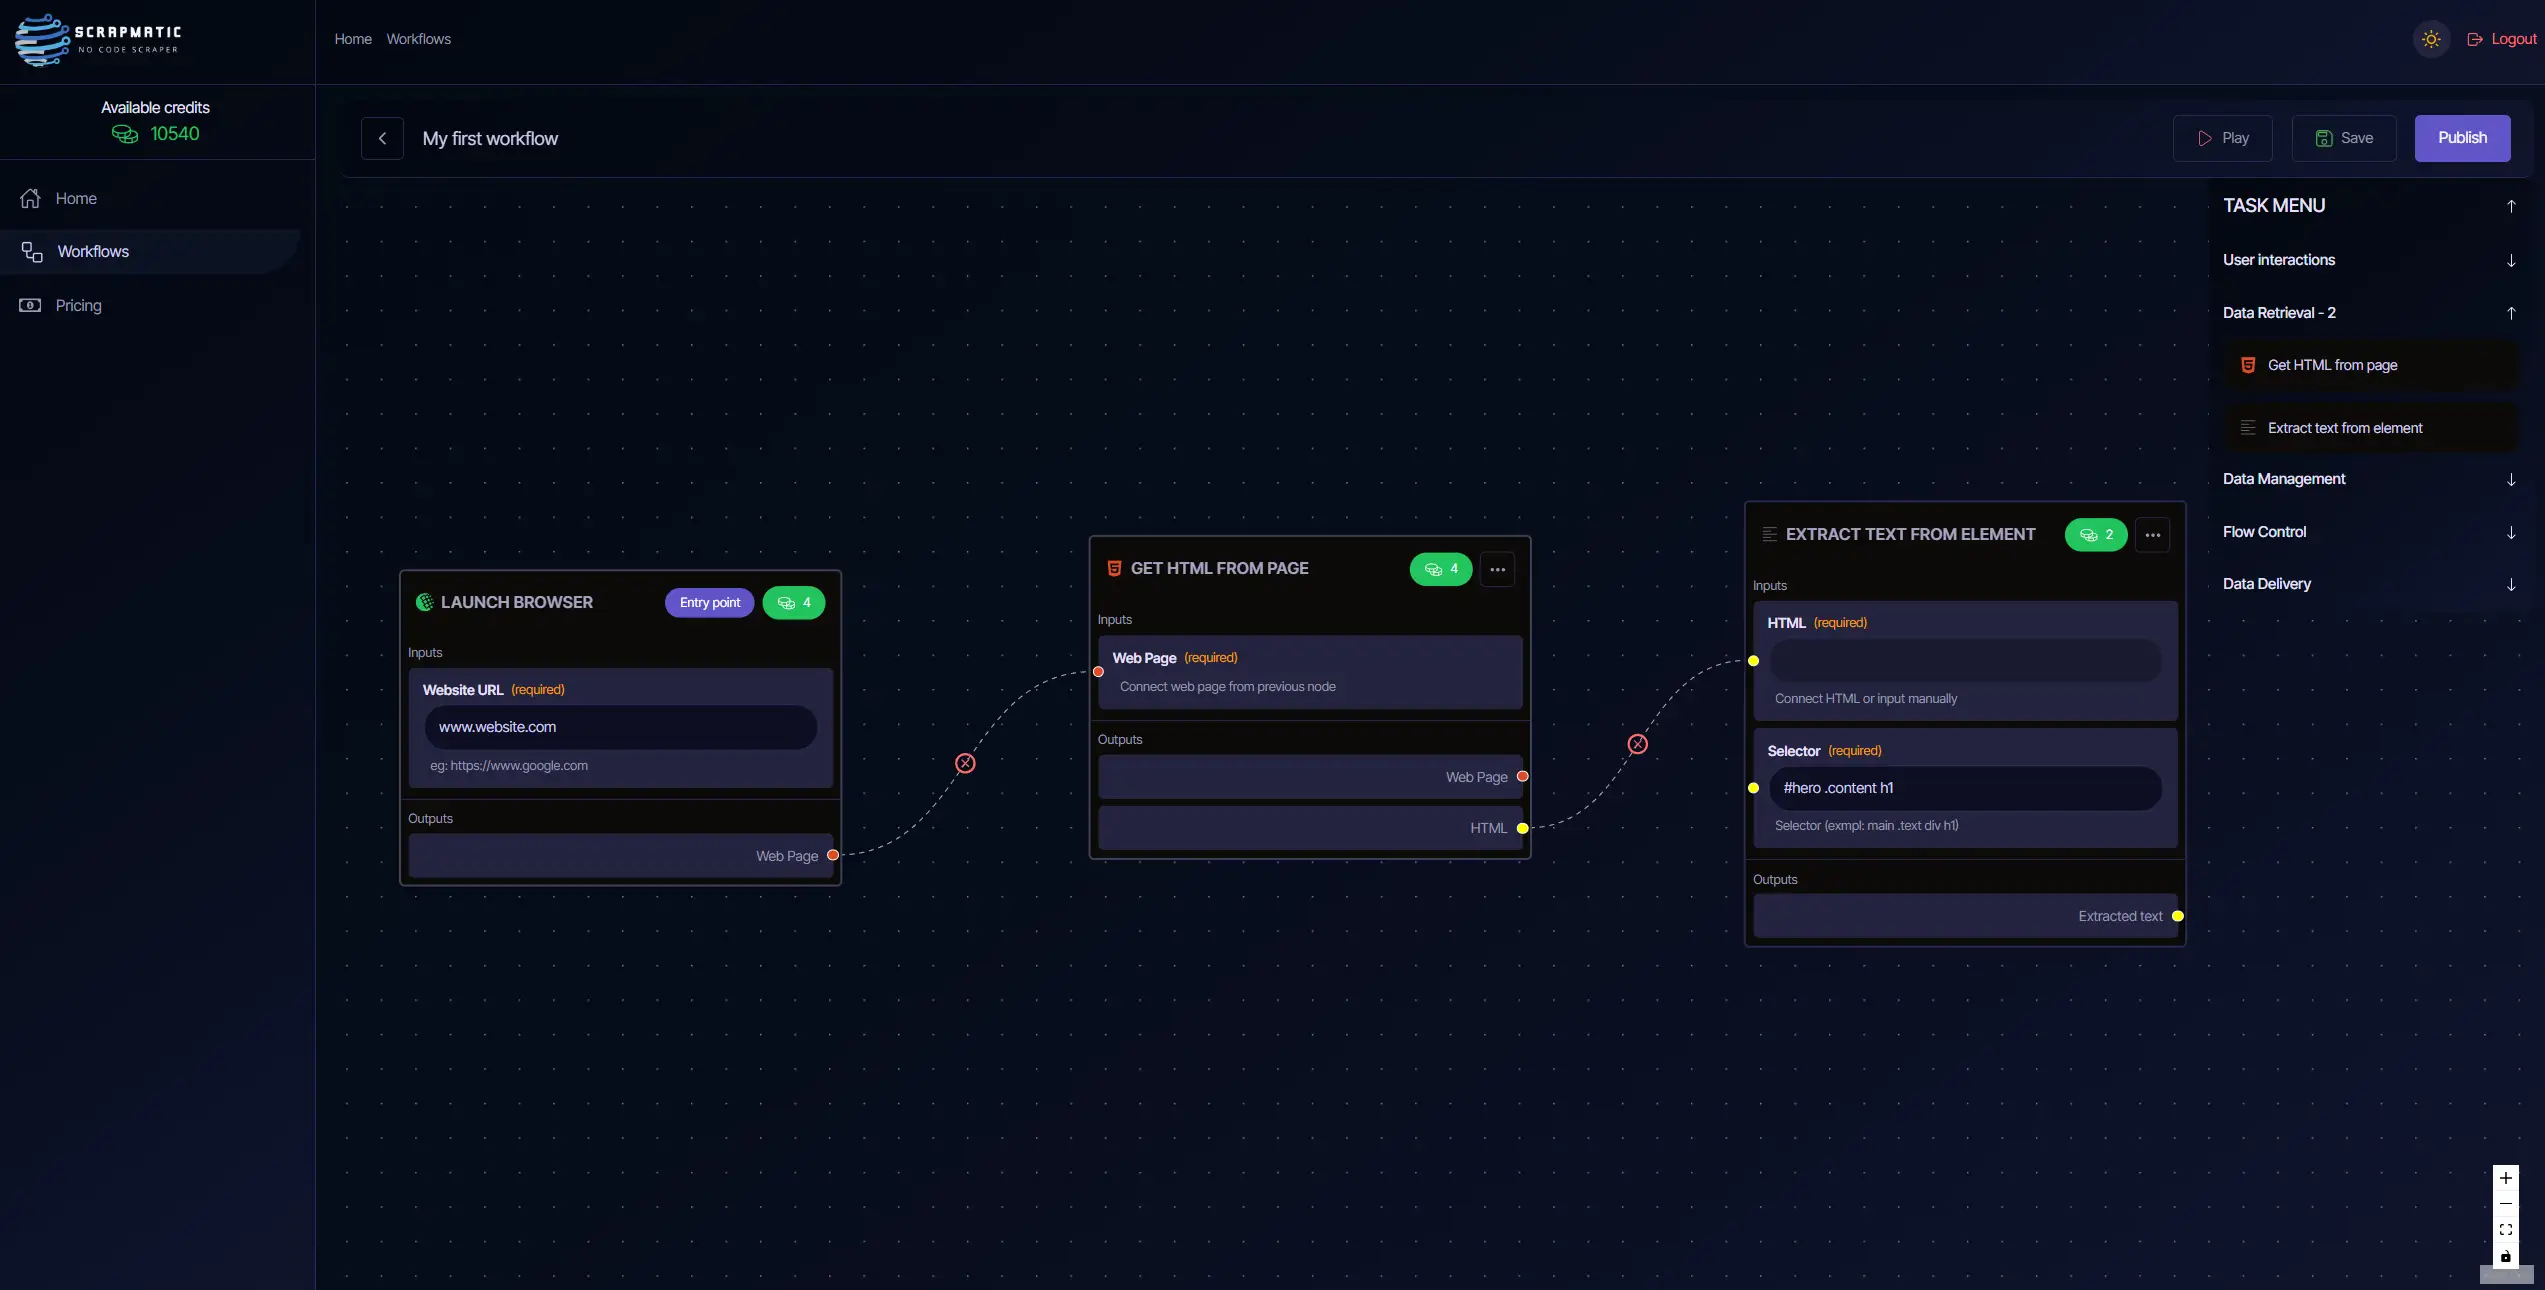 SCRAPMATIC
NO CODE SCRAPER
Home Workflows
Logout
Available credits
10540
Home
Workflows
Pricing
My first workflow
Play
Save
Publish
TASK MENU
User interactions
Data Retrieval - 2
Get HTML from page
Extract text from element
Data Management
Flow Control
Data Delivery
LAUNCH BROWSER
Entry point
4
Inputs
Website URL (required)
www.website.com
eg: https://www.google.com
Outputs
Web Page
GET HTML FROM PAGE
4
Inputs
Web Page (required)
Connect web page from previous node
Outputs
Web Page
HTML
EXTRACT TEXT FROM ELEMENT
2
Inputs
HTML (required)
Connect HTML or input manually
Selector (required)
#hero .content h1
Selector (exmpl: main .text div h1)
Outputs
Extracted text